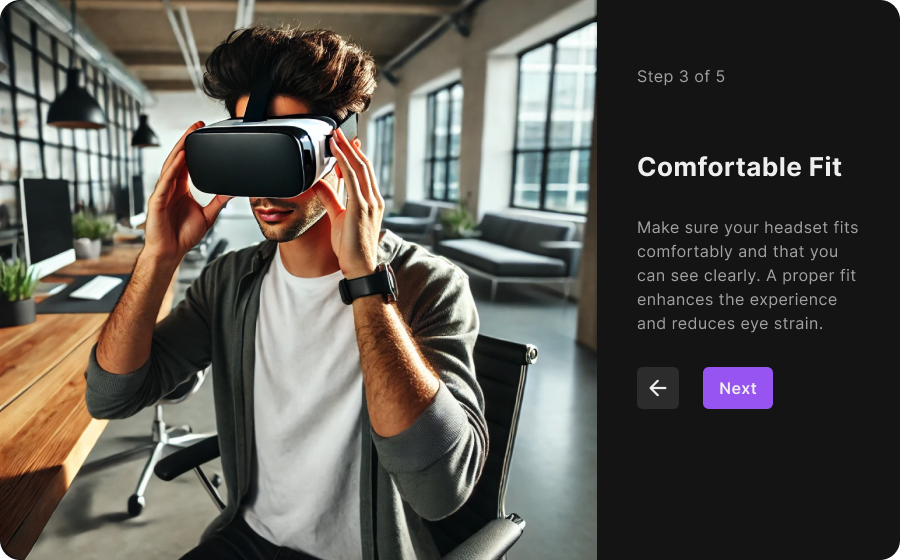 Step 3 of 5
Comfortable Fit
Make sure your headset fits
comfortably and that you
can see clearly. A proper fit
enhances the experience
and reduces eye strain.
Next